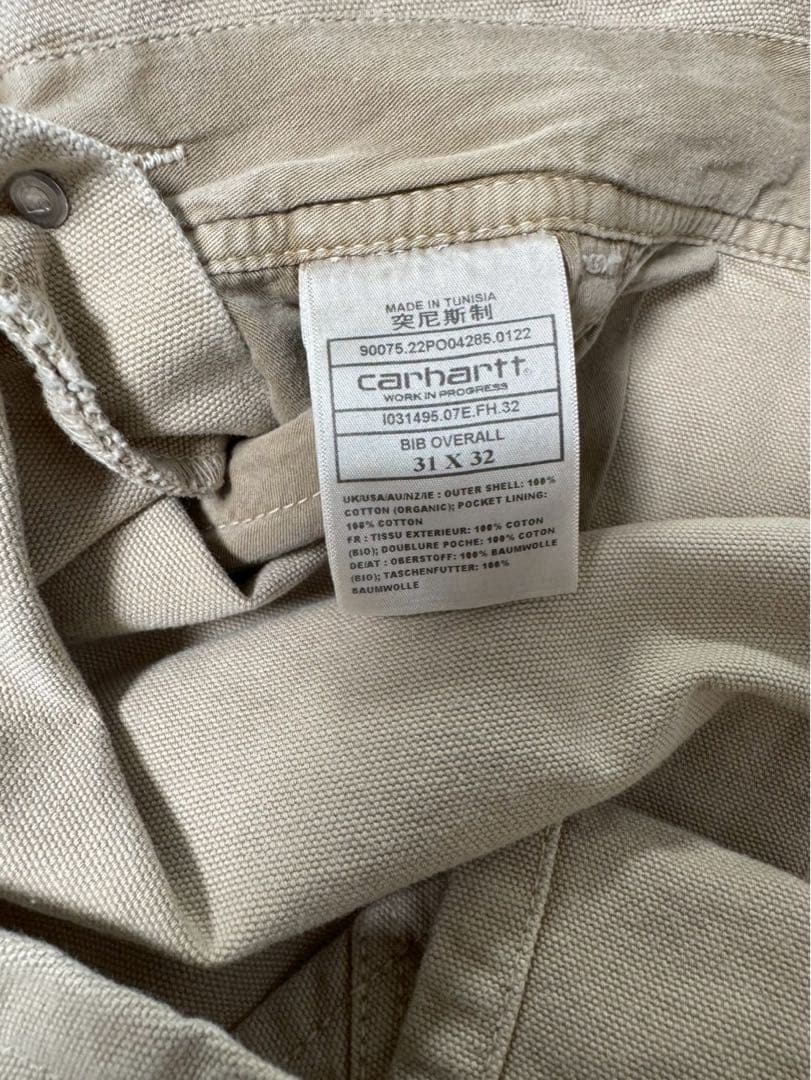 MADE IN TUNISIA
突尼斯制
90075.22PO04285.0122
carhartt®
WORK IN PROGRESS
I031495.07E.FH.32
BIB OVERALL
31 X 32
UK/USA/AU/NZ/IE : OUTER SHELL: 100%
COTTON (ORGANIC); POCKET LINING:
100% COTTON
FR : TISSU EXTERIEUR: 100% COTON
(BIO); DOUBLURE POCHE: 100% COTON
DE/AT : OBERSTOFF: 100% BAUMWOLLE
(BIO); TASCHENFUTTER: 100%
BAUMWOLLE